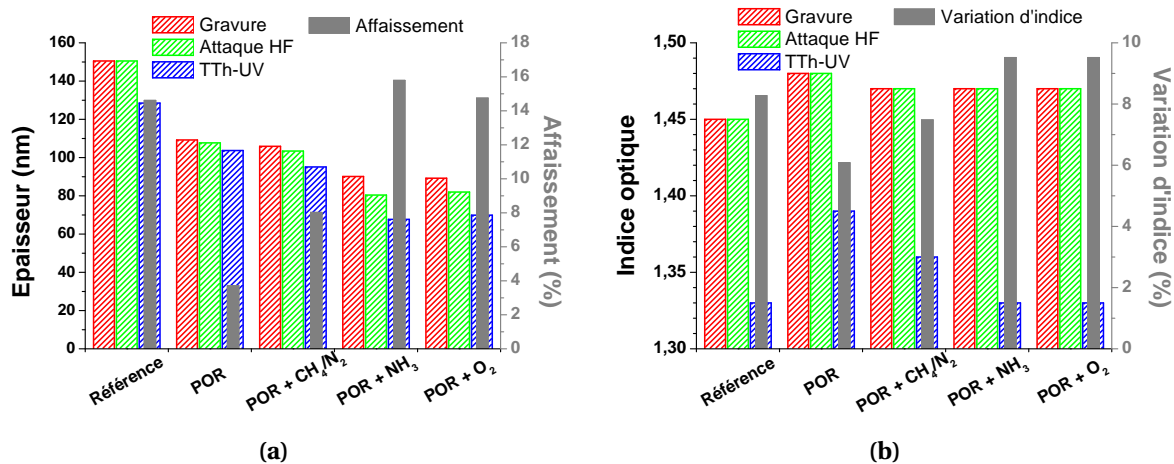 Gravure
Attaque HF
TTh-UV
Affaissement
160
140
120
100
80
60
40
20
0
Epaisseur (nm)
18
16
14
12
10
8
6
4
2
0
Affaissement (%)
Référence
POR
POR + CH4/N2
POR + NH3
POR + O2
(a)
Gravure
Attaque HF
TTh-UV
Variation d'indice
1,50
1,45
1,40
1,35
1,30
Indice optique
10
8
6
4
2
0
Variation d'indice (%)
Référence
POR
POR + CH4/N2
POR + NH3
POR + O2
(b)